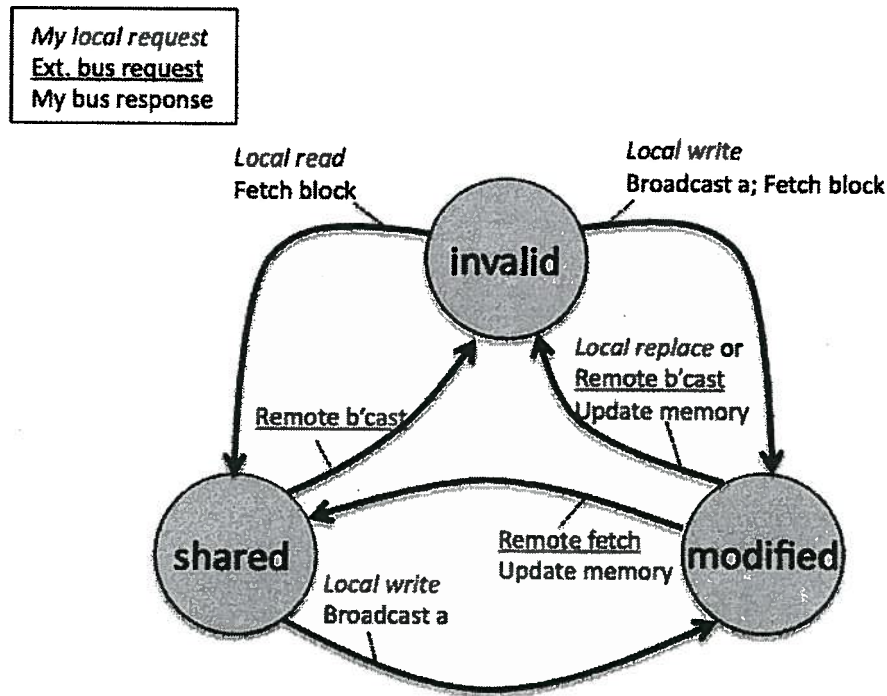 My local request
Ext. bus request
My bus response
Local read
Fetch block
Local write
Broadcast a; Fetch block
invalid
Local replace or
Remote b'cast
Update memory
Remote b'cast
shared
Remote fetch
Update memory
modified
Local write
Broadcast a